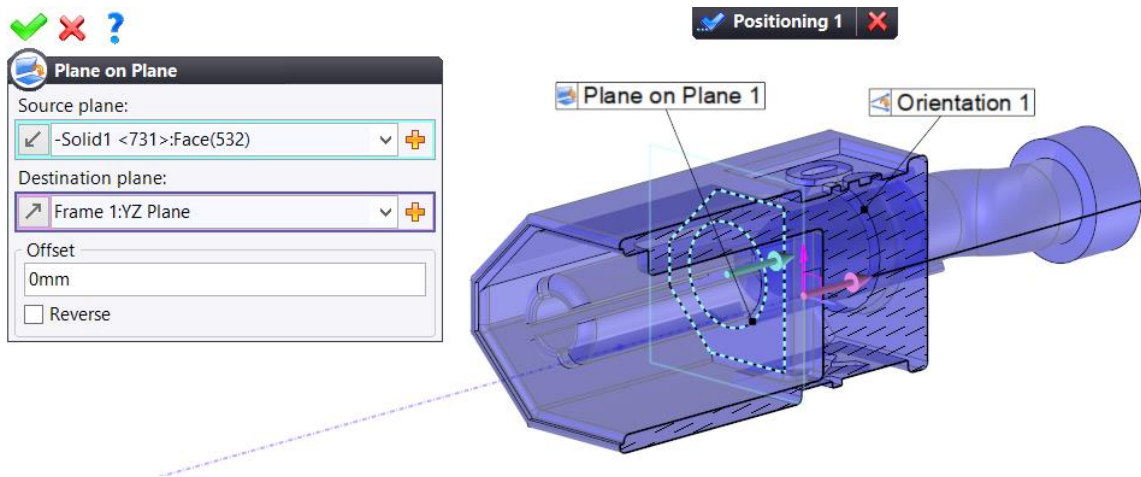 ?
Positioning 1
Plane on Plane
Source plane:
-Solid1 <731>:Face(532)
Destination plane:
Frame 1:YZ Plane
Offset
0mm
Reverse
Plane on Plane 1
Orientation 1